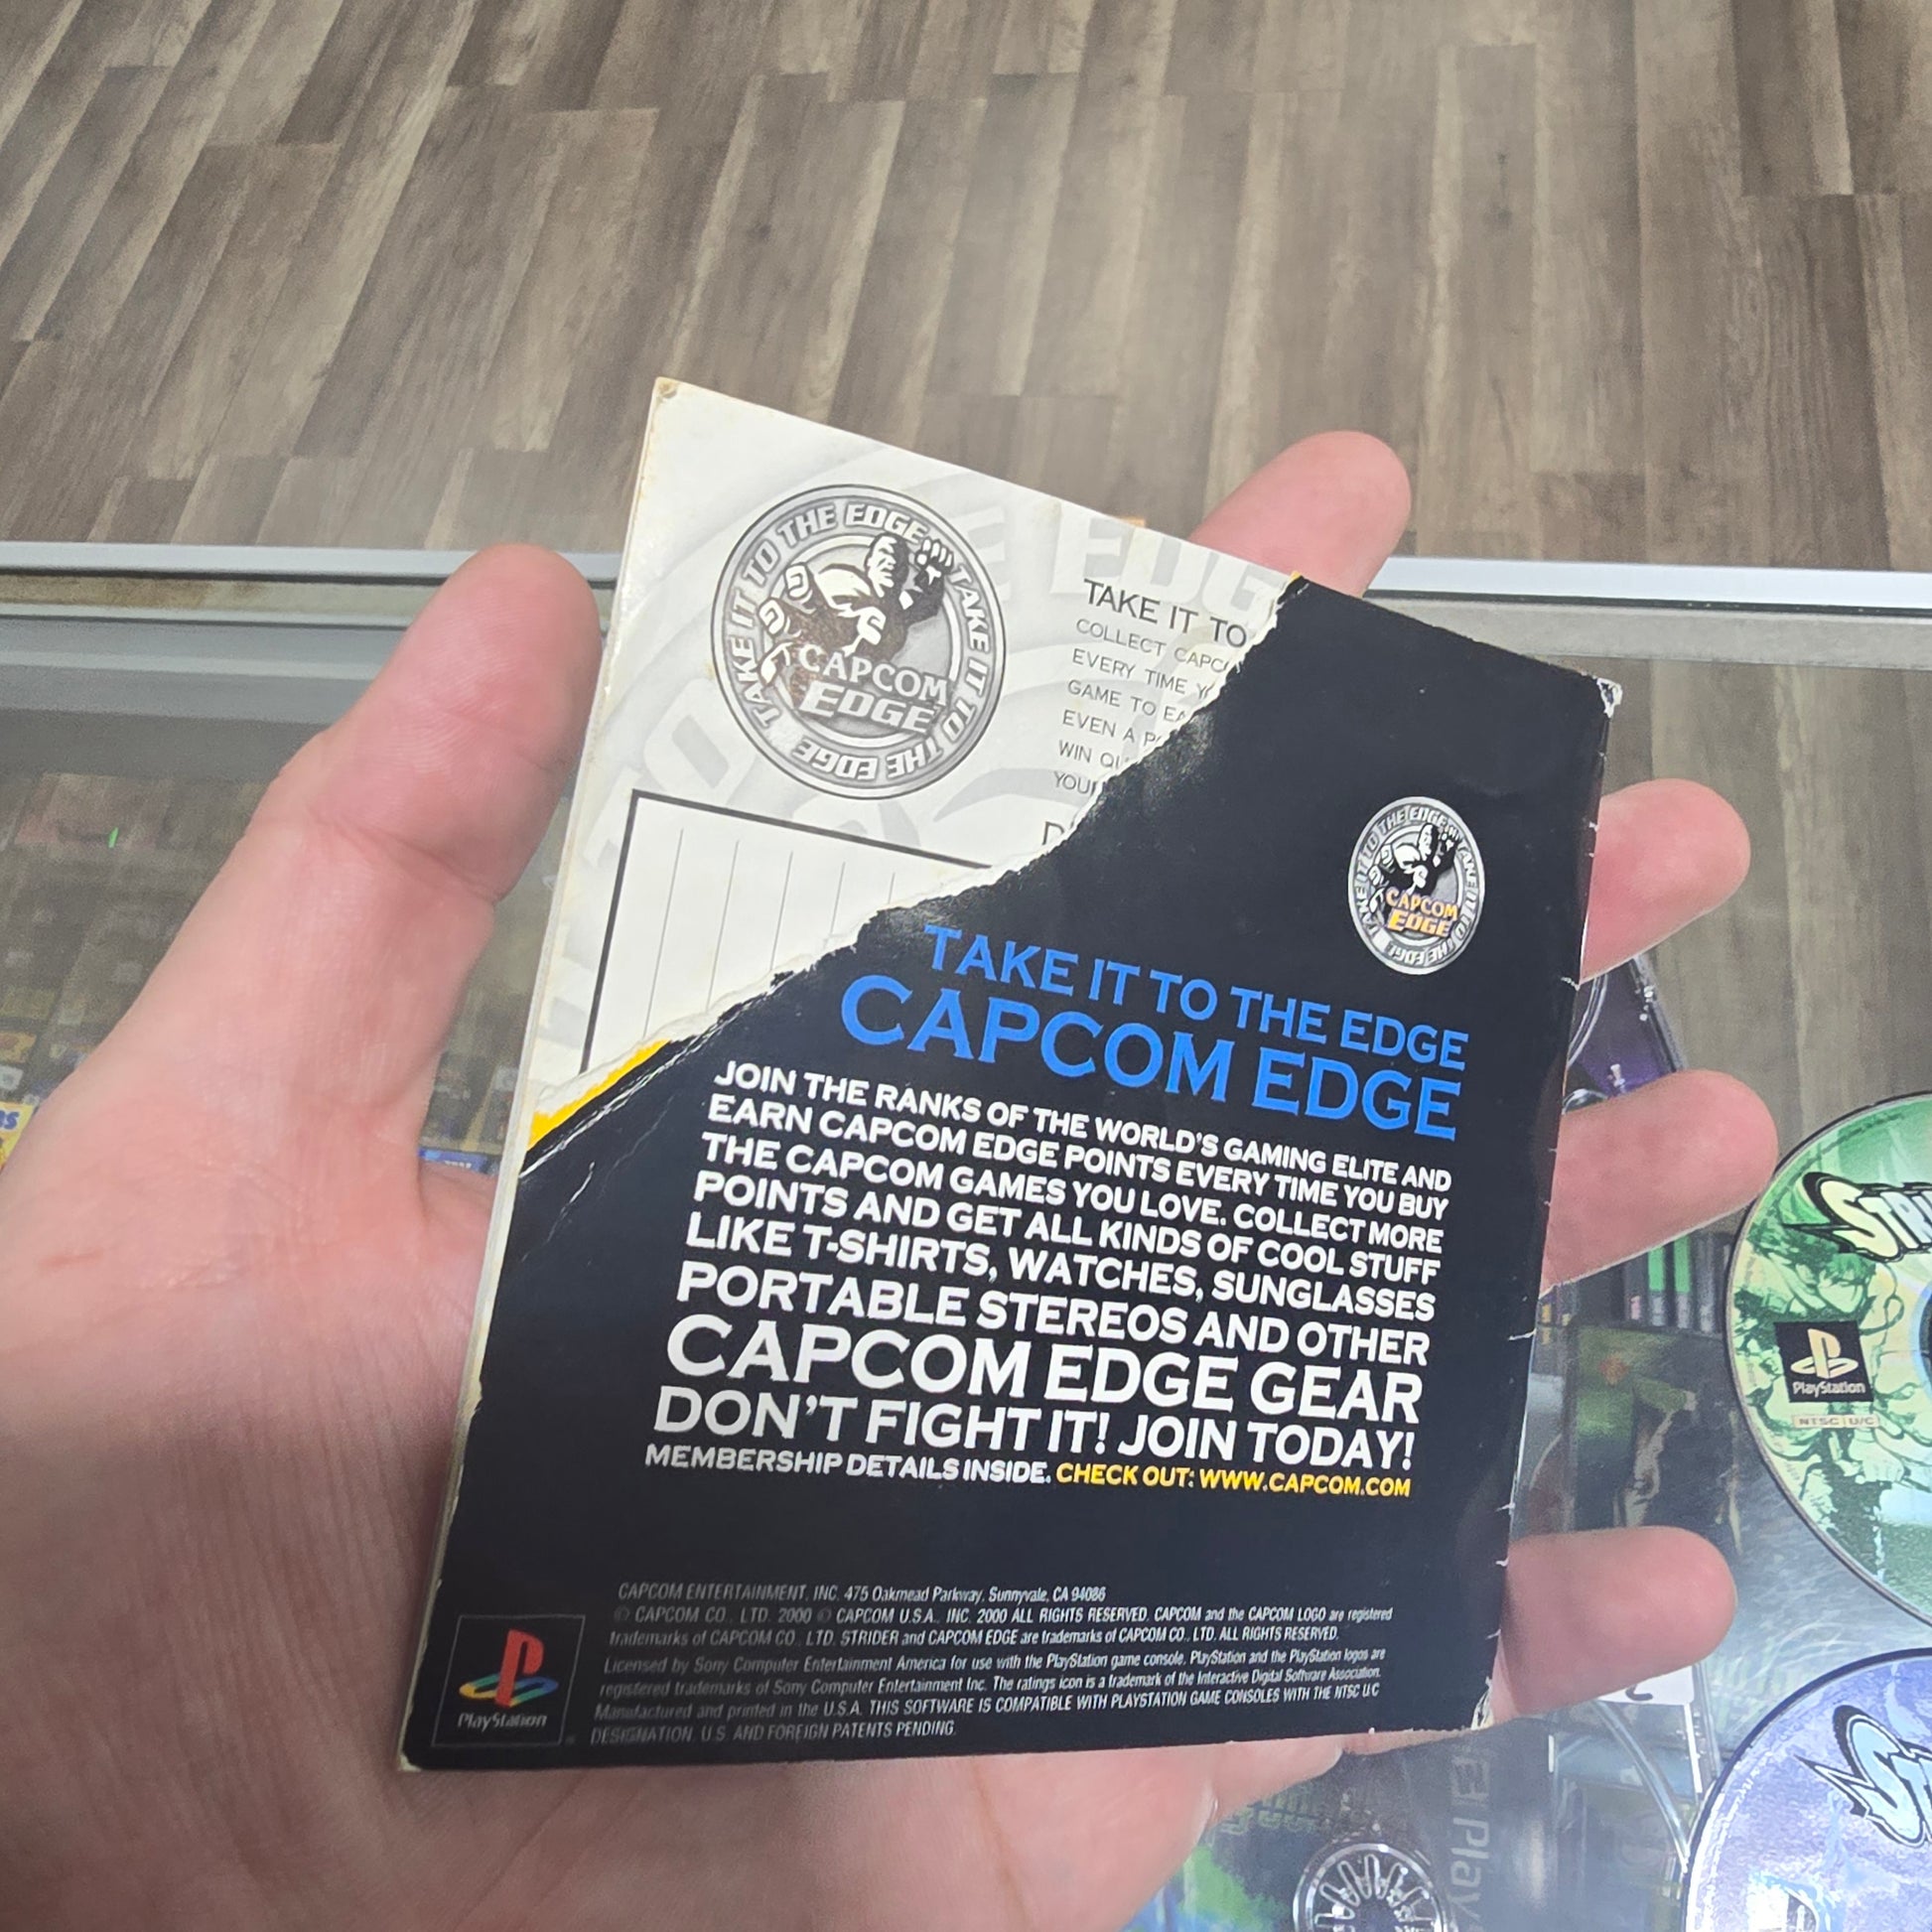 TAKE IT TO THE EDGE TAKE IT TO THE EDGE
CAPCOM
EDGE
TAKE IT TO
COLLECT
EVERY TIME
GAME TO
EVEN A
WIN
TAKE IT TO THE EDGE TAKE IT TO THE EDGE
CAPCOM
EDGE
TAKE IT TO THE EDGE
CAPCOM EDGE
JOIN THE RANKS OF THE WORLD'S GAMING ELITE AND
EARN CAPCOM EDGE POINTS EVERY TIME YOU BUY
THE CAPCOM GAMES YOU LOVE. COLLECT MORE
POINTS AND GET ALL KINDS OF COOL STUFF
LIKE T-SHIRTS, WATCHES, SUNGLASSES
PORTABLE STEREOS AND OTHER
CAPCOM EDGE GEAR
DON'T FIGHT IT! JOIN TODAY!
MEMBERSHIP DETAILS INSIDE. CHECK OUT: WWW.CAPCOM.COM
CAPCOM ENTERTAINMENT, INC. 475 Oakmead Parkway, Sunnyvale, CA 94086
© CAPCOM CO., LTD. 2000 © CAPCOM U.S.A., INC. 2000 ALL RIGHTS RESERVED. CAPCOM and the CAPCOM LOGO are registered
trademarks of CAPCOM CO., LTD. STRIDER and CAPCOM EDGE are trademarks of CAPCOM CO., LTD. ALL RIGHTS RESERVED.
Licensed by Sony Computer Entertainment America for use with the PlayStation game console. PlayStation and the PlayStation logos are
registered trademarks of Sony Computer Entertainment Inc. The ratings icon is a trademark of the Interactive Digital Software Association.
Manufactured and printed in the U.S.A. THIS SOFTWARE IS COMPATIBLE WITH PLAYSTATION GAME CONSOLES WITH THE NTSC U/C
DESIGNATION. U.S. AND FOREIGN PATENTS PENDING.
PlayStation
PlayStation
NTSC U/C